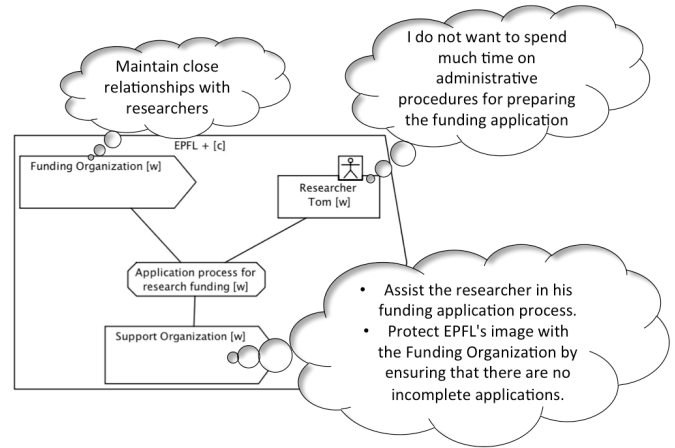 Maintain close
relationships with
researchers
I do not want to spend
much time on
administrative
procedures for preparing
the funding application
EPFL + [c]
Funding Organization [w]
Researcher
Tom [w]
Application process for
research funding [w]
Support Organization [w]
• Assist the researcher in his
funding application process.
• Protect EPFL's image with
the Funding Organization by
ensuring that there are no
incomplete applications.